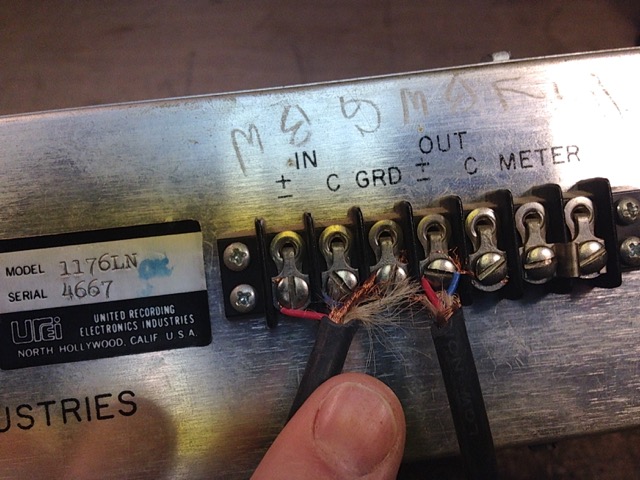 IN
± C GRD
OUT
± C METER
MODEL 1176LN
SERIAL 4667
UREI
UNITED RECORDING
ELECTRONICS INDUSTRIES
NORTH HOLLYWOOD, CALIF U.S.A.
USTRIES